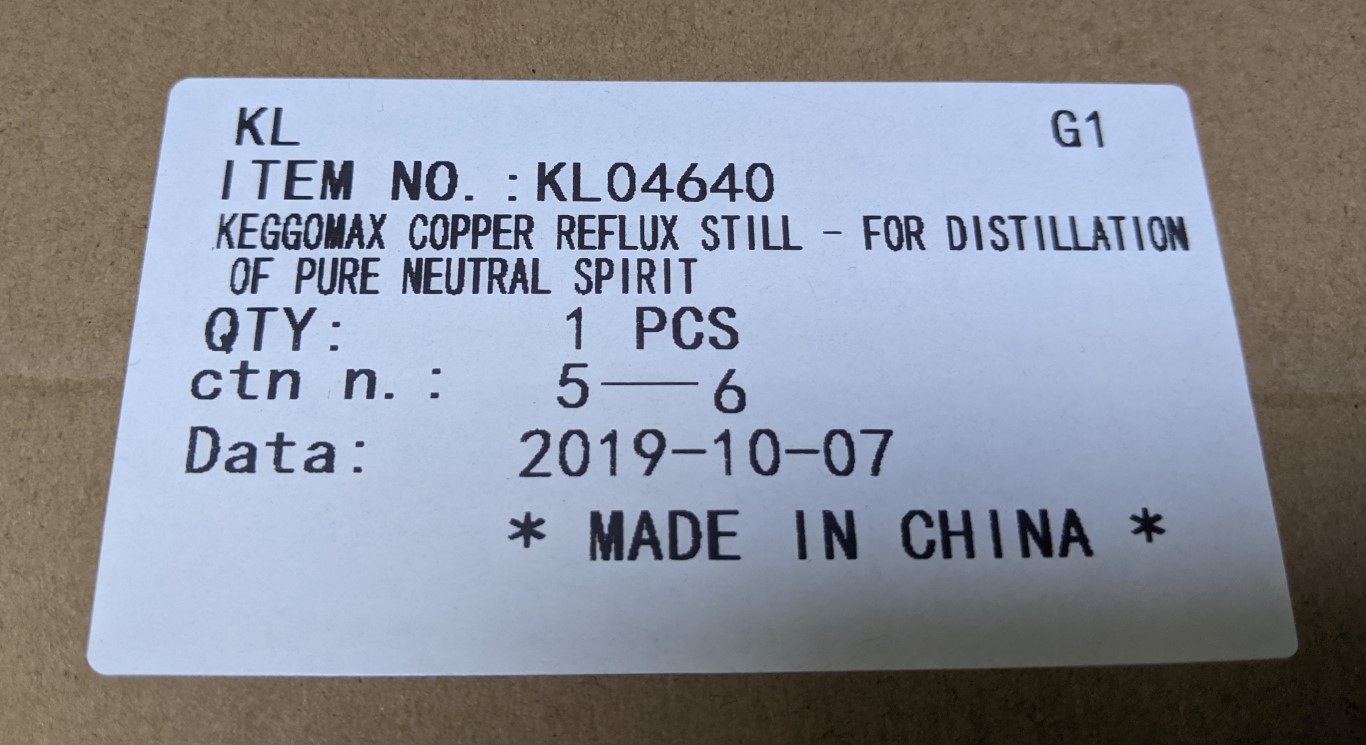 KL G1
ITEM NO.:KL04640
KEGGOMAX COPPER REFLUX STILL - FOR DISTILLATION
OF PURE NEUTRAL SPIRIT
QTY: 1 PCS
ctn n.: 5——6
Data: 2019-10-07
* MADE IN CHINA *